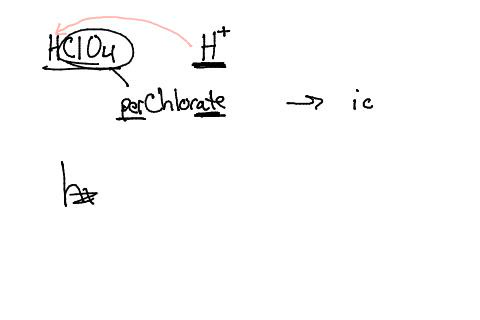 HClO4 H+
perChlorate → ic
h